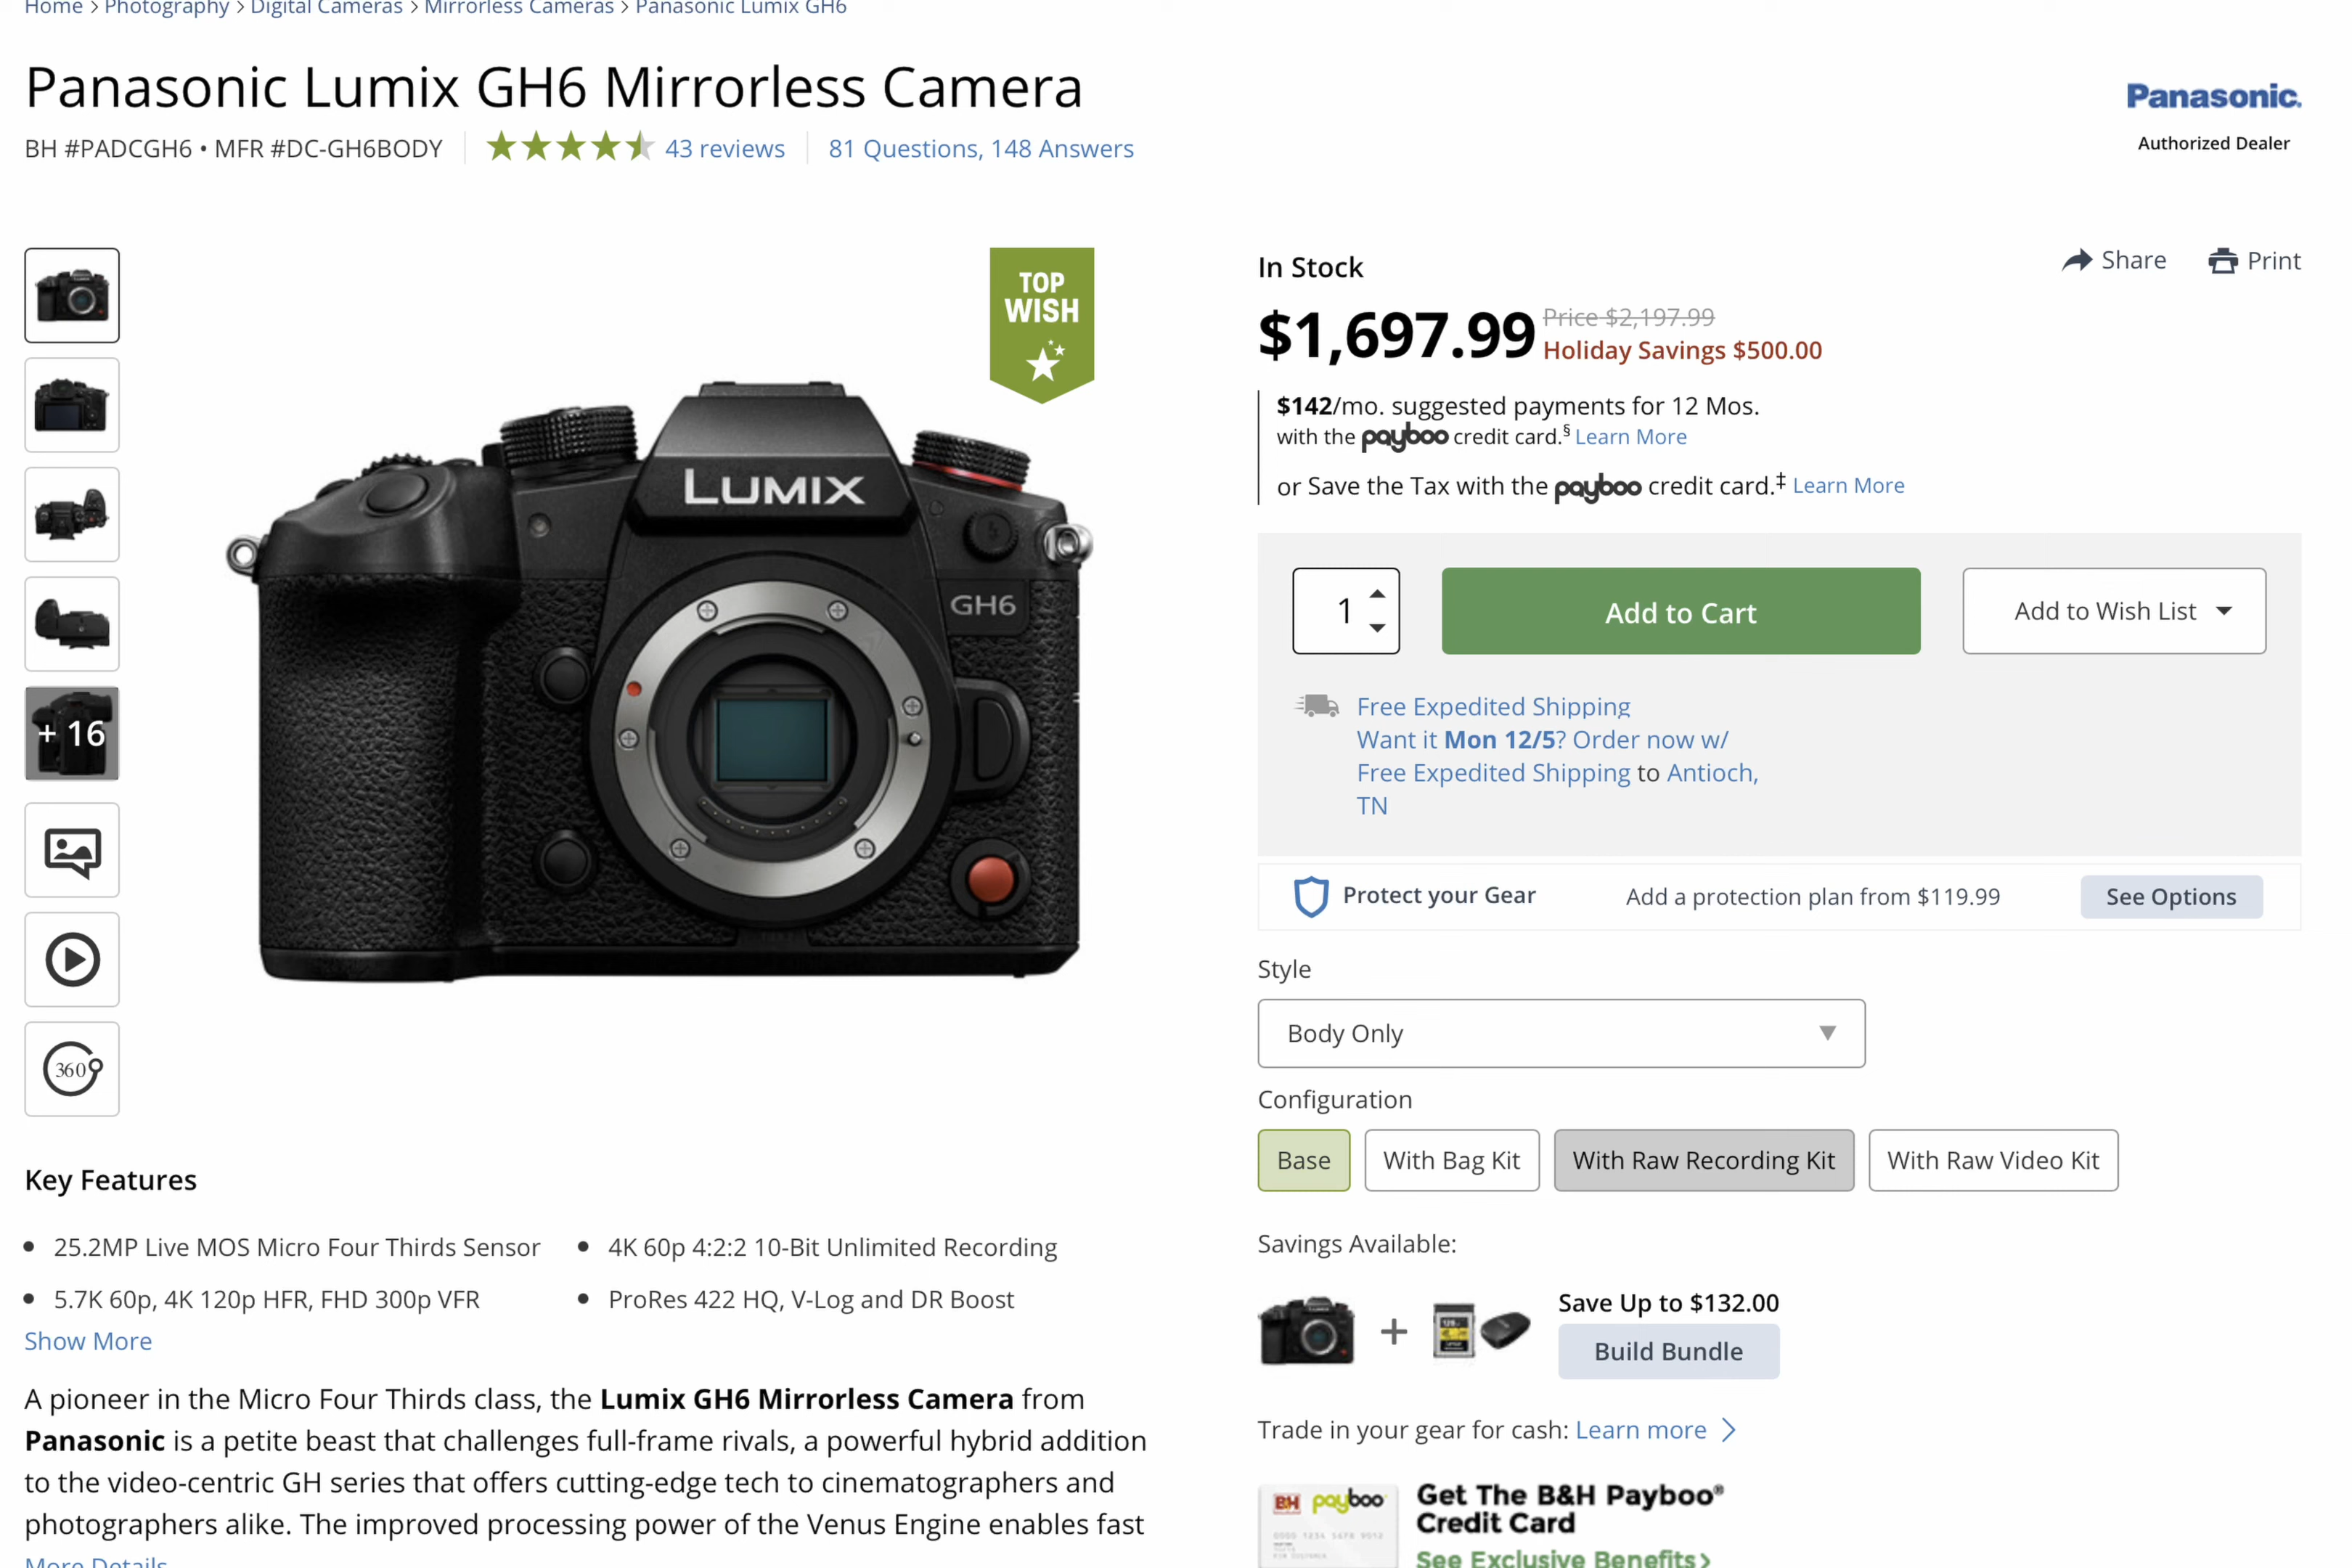 Home > Photography > Digital Cameras > Mirrorless Cameras > Panasonic Lumix GH6
Panasonic Lumix GH6 Mirrorless Camera
BH #PADCGH6 • MFR #DC-GH6BODY
43 reviews
81 Questions, 148 Answers
Panasonic.
Authorized Dealer
TOP
WISH
LUMIX
GH6
+ 16
360
In Stock
Share
Print
$1,697.99
Price $2,197.99
Holiday Savings $500.00
$142/mo. suggested payments for 12 Mos.
with the payboo credit card.§ Learn More
or Save the Tax with the payboo credit card.‡ Learn More
1
Add to Cart
Add to Wish List
Free Expedited Shipping
Want it Mon 12/5? Order now w/
Free Expedited Shipping to Antioch,
TN
Protect your Gear
Add a protection plan from $119.99
See Options
Style
Body Only
Configuration
Base
With Bag Kit
With Raw Recording Kit
With Raw Video Kit
Savings Available:
Save Up to $132.00
Build Bundle
Trade in your gear for cash: Learn more
BH payboo
Get The B&H Payboo®
Credit Card
See Exclusive Benefits
Key Features
• 25.2MP Live MOS Micro Four Thirds Sensor
• 4K 60p 4:2:2 10-Bit Unlimited Recording
• 5.7K 60p, 4K 120p HFR, FHD 300p VFR
• ProRes 422 HQ, V-Log and DR Boost
Show More
A pioneer in the Micro Four Thirds class, the Lumix GH6 Mirrorless Camera from
Panasonic is a petite beast that challenges full-frame rivals, a powerful hybrid addition
to the video-centric GH series that offers cutting-edge tech to cinematographers and
photographers alike. The improved processing power of the Venus Engine enables fast
More Details